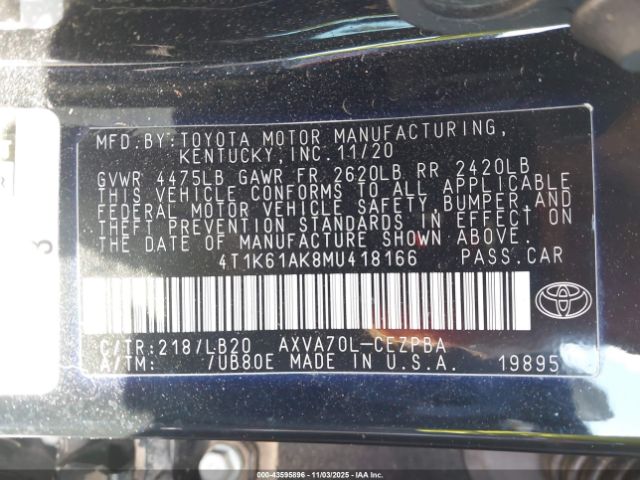 MFD. BY: TOYOTA MOTOR MANUFACTURING,
KENTUCKY, INC. 11/20
GVWR 4475LB GAWR FR 2620LB RR 2420LB
THIS VEHICLE CONFORMS TO ALL APPLICABLE
FEDERAL MOTOR VEHICLE SAFETY, BUMPER, AND
THEFT PREVENTION STANDARDS IN EFFECT ON
THE DATE OF MANUFACTURE SHOWN ABOVE.
4T1K61AK8MU418166 PASS. CAR
C/TR: 218/LB20 AXVA70L-CEZPBA
A/TM: /UB80E MADE IN U.S.A. 19895
000-43595896 - 11/03/2025 - IAAI.COM